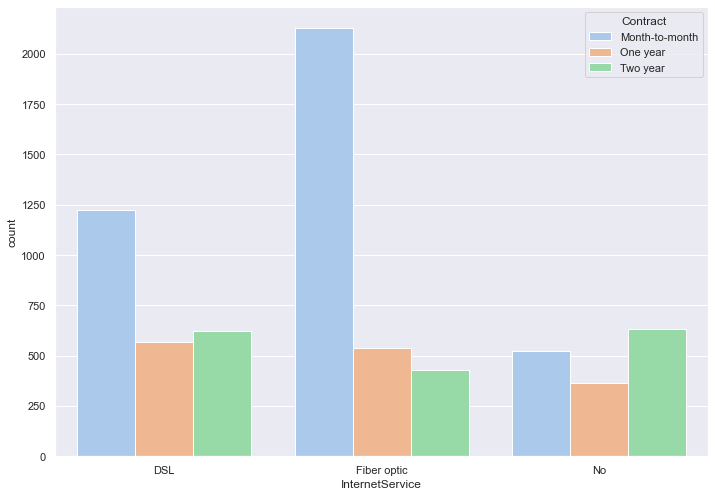 Contract
Month-to-month
One year
Two year
2000
1750
1500
1250
1000
750
500
250
0
count
DSL
Fiber optic
No
InternetService